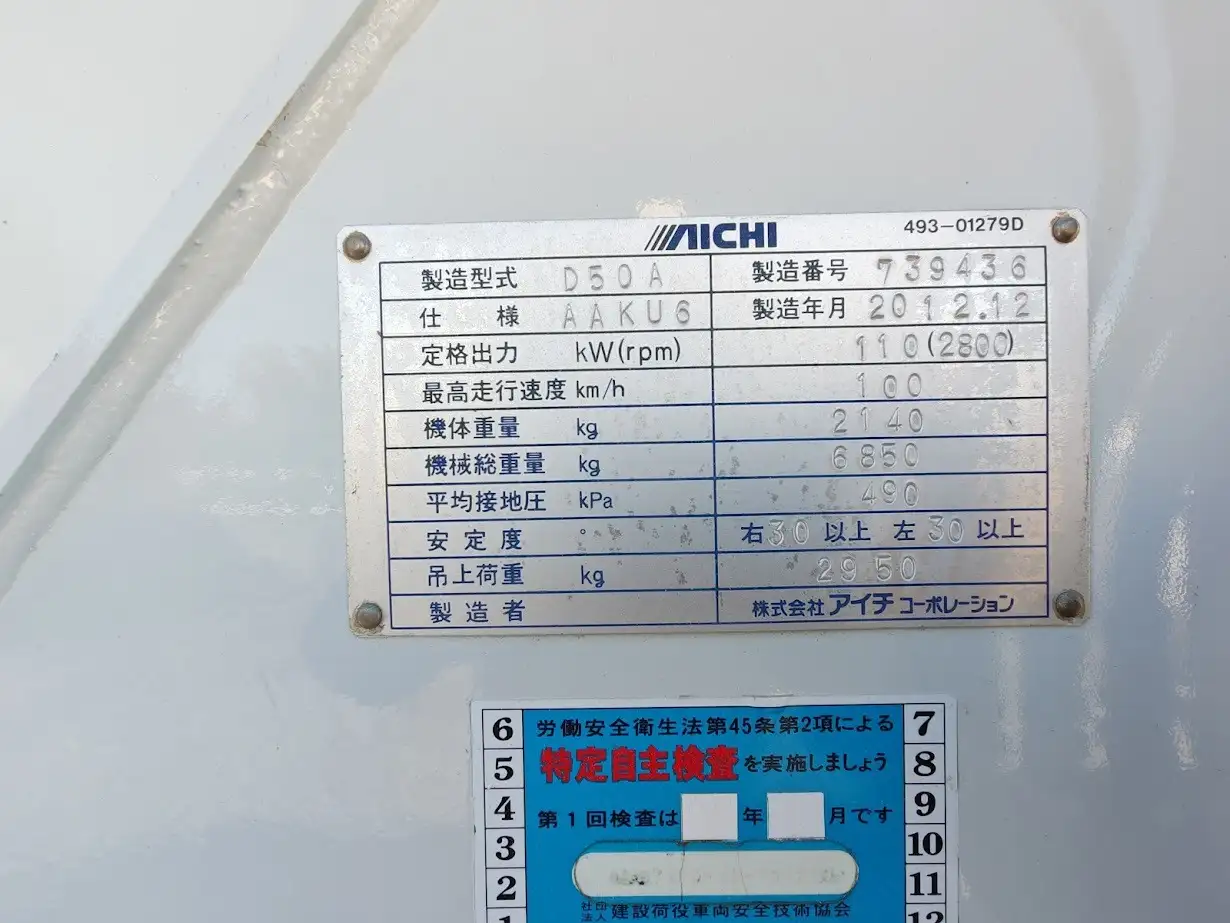 AICHI
493-01279D
製造型式 D50A 製造番号 739436
仕様 AAKU6 製造年月 2012.12
定格出力 kW(rpm) 110(2800)
最高走行速度 km/h 100
機体重量 kg 2140
機械総重量 kg 6850
平均接地圧 kPa 490
安定度 ° 右30以上 左30以上
吊上荷重 kg 2950
製造者 株式会社アイチコーポレーション
6 労働安全衛生法第45条第2項による 7
5 特定自主検査を実施しましょう 8
4 第1回検査は 年 月です 9
3 10
2 11
社団法人 建設荷役車両安全技術協会
1 12